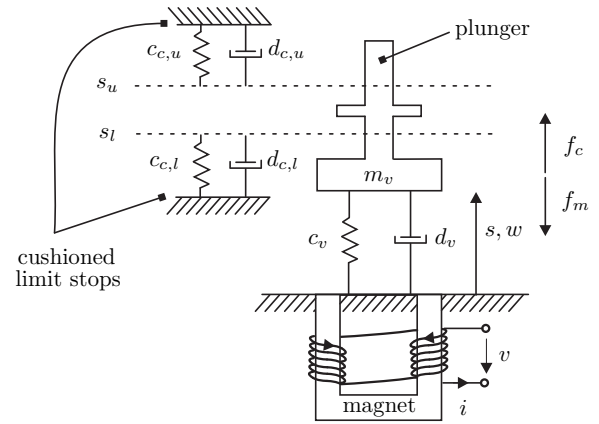 plunger
c_{c,u}
d_{c,u}
s_u
s_l
c_{c,l}
d_{c,l}
m_v
f_c
f_m
c_v
d_v
s, w
cushioned
limit stops
v
magnet
i